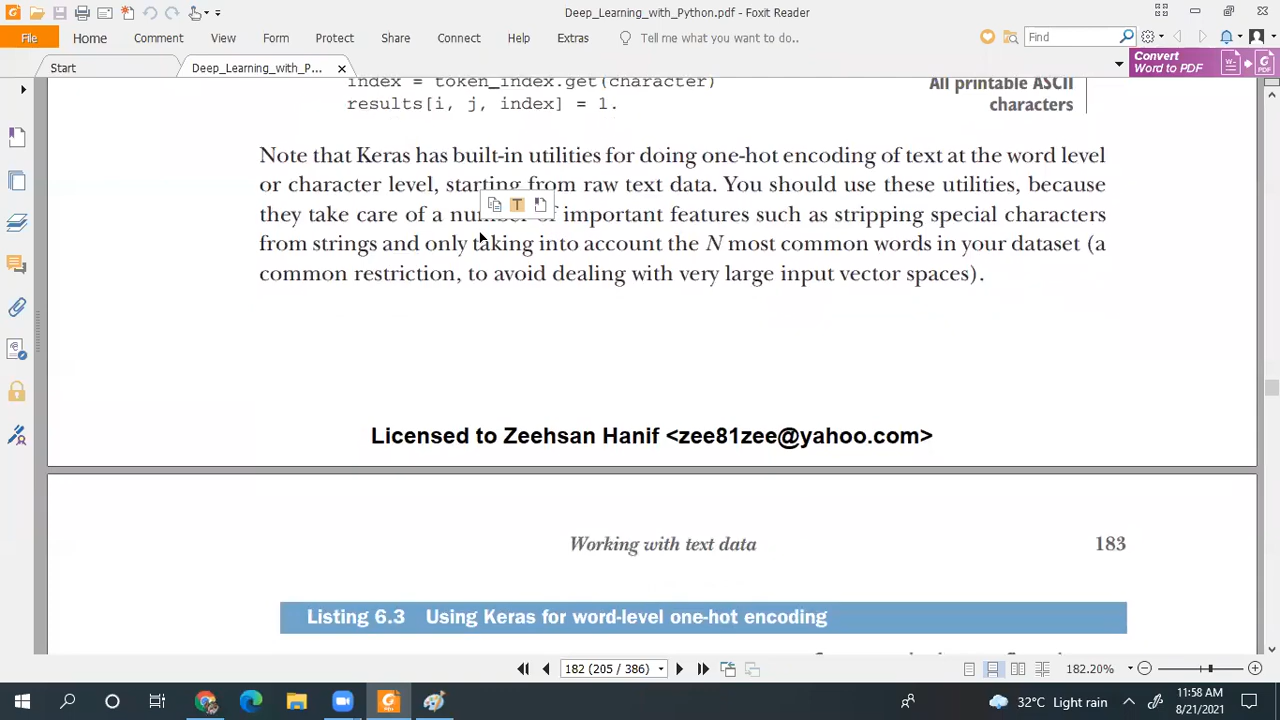 Deep_Learning_with_Python.pdf - Foxit Reader
File Home Comment View Form Protect Share Connect Help Extras Tell me what you want to do.. Find
Start Deep_Learning_with_P... Convert
Word to PDF
index = token_index.get(character) All printable ASCII
results[i, j, index] = 1. characters
Note that Keras has built-in utilities for doing one-hot encoding of text at the word level
or character level, starting from raw text data. You should use these utilities, because
they take care of a number of important features such as stripping special characters
from strings and only taking into account the N most common words in your dataset (a
common restriction, to avoid dealing with very large input vector spaces).
Licensed to Zeehsan Hanif <zee81zee@yahoo.com>
Working with text data 183
Listing 6.3 Using Keras for word-level one-hot encoding
182 (205 / 386) 182.20%
32°C Light rain 11:58 AM
8/21/2021